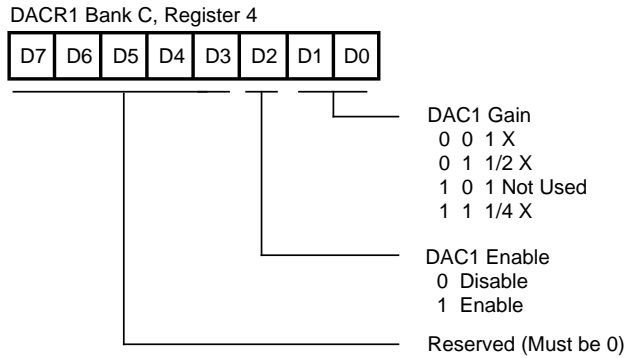 DACR1 Bank C, Register 4
D7 D6 D5 D4 D3 D2 D1 D0
DAC1 Gain
0 0 1 X
0 1 1/2 X
1 0 1 Not Used
1 1 1/4 X
DAC1 Enable
0 Disable
1 Enable
Reserved (Must be 0)